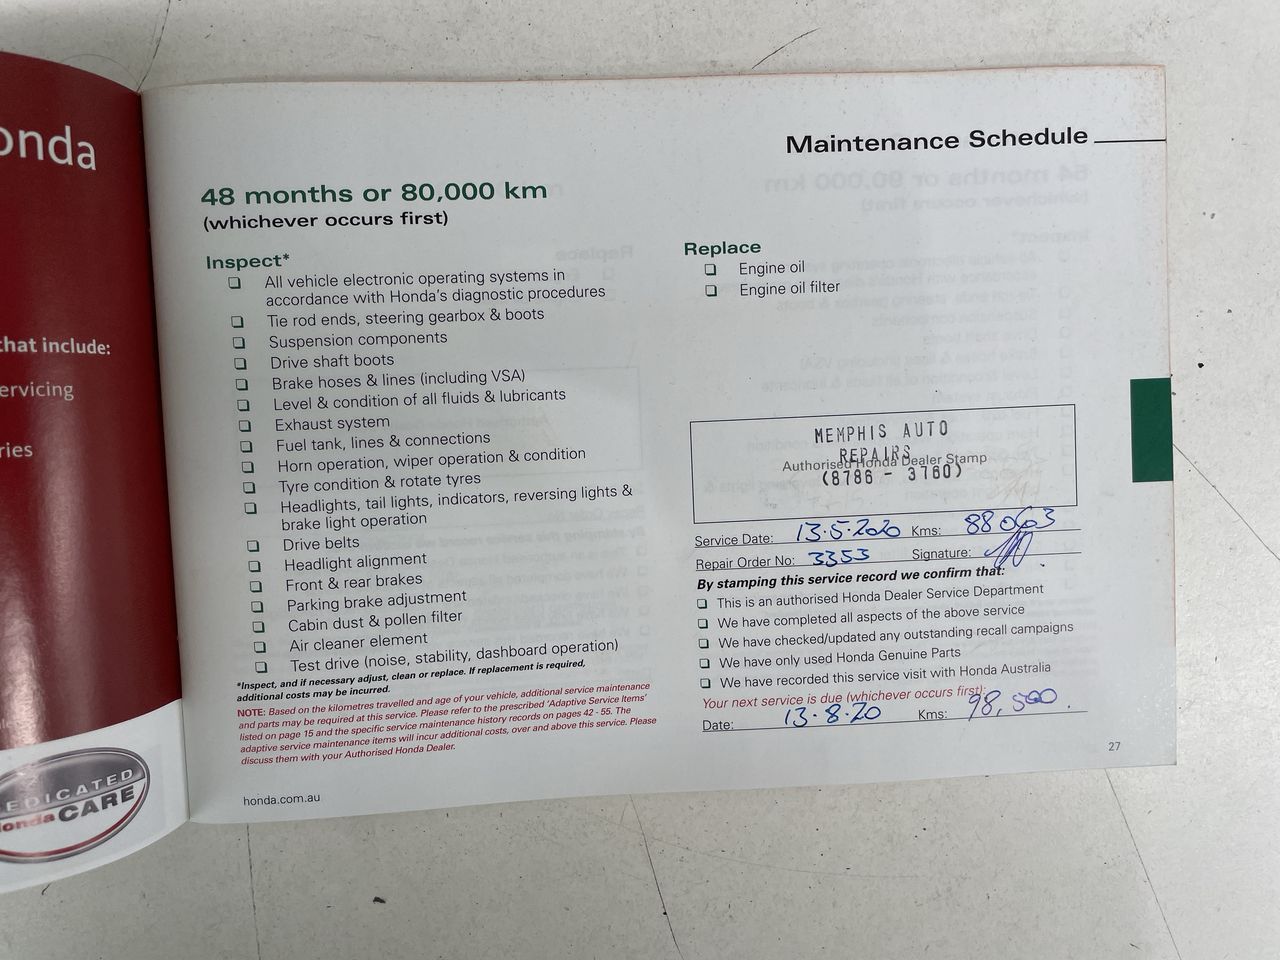 onda
that include:
ervicing
ries
EDICATED
Honda CARE
Maintenance Schedule
48 months or 80,000 km
(whichever occurs first)
Inspect*
All vehicle electronic operating systems in
accordance with Honda's diagnostic procedures
Tie rod ends, steering gearbox & boots
Suspension components
Drive shaft boots
Brake hoses & lines (including VSA)
Level & condition of all fluids & lubricants
Exhaust system
Fuel tank, lines & connections
Horn operation, wiper operation & condition
Tyre condition & rotate tyres
Headlights, tail lights, indicators, reversing lights &
brake light operation
Drive belts
Headlight alignment
Front & rear brakes
Parking brake adjustment
Cabin dust & pollen filter
Air cleaner element
Test drive (noise, stability, dashboard operation)
*Inspect, and if necessary adjust, clean or replace. If replacement is required,
additional costs may be incurred.
NOTE: Based on the kilometres travelled and age of your vehicle, additional service maintenance
and parts may be required at this service. Please refer to the prescribed 'Adaptive Service Items'
listed on page 15 and the specific service maintenance history records on pages 42 - 55. The
adaptive service maintenance items will incur additional costs, over and above this service. Please
discuss them with your Authorised Honda Dealer.
honda.com.au
Replace
Engine oil
Engine oil filter
MEMPHIS AUTO
REPAIRS
Authorised Honda Dealer Stamp
(8786 - 3760)
Service Date: 13.5.2020 Kms: 88063
Repair Order No: 3353 Signature:
By stamping this service record we confirm that:
This is an authorised Honda Dealer Service Department
We have completed all aspects of the above service
We have checked/updated any outstanding recall campaigns
We have only used Honda Genuine Parts
We have recorded this service visit with Honda Australia
Your next service is due (whichever occurs first):
Date: 13.8.20 Kms: 98,500.
27